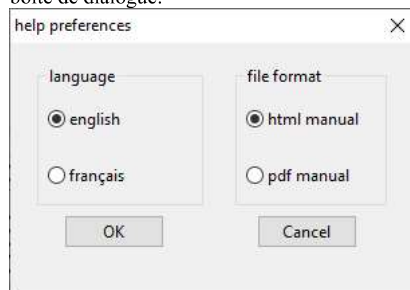 boîte de dialogue:
help preferences
language
english
français
file format
html manual
pdf manual
OK
Cancel